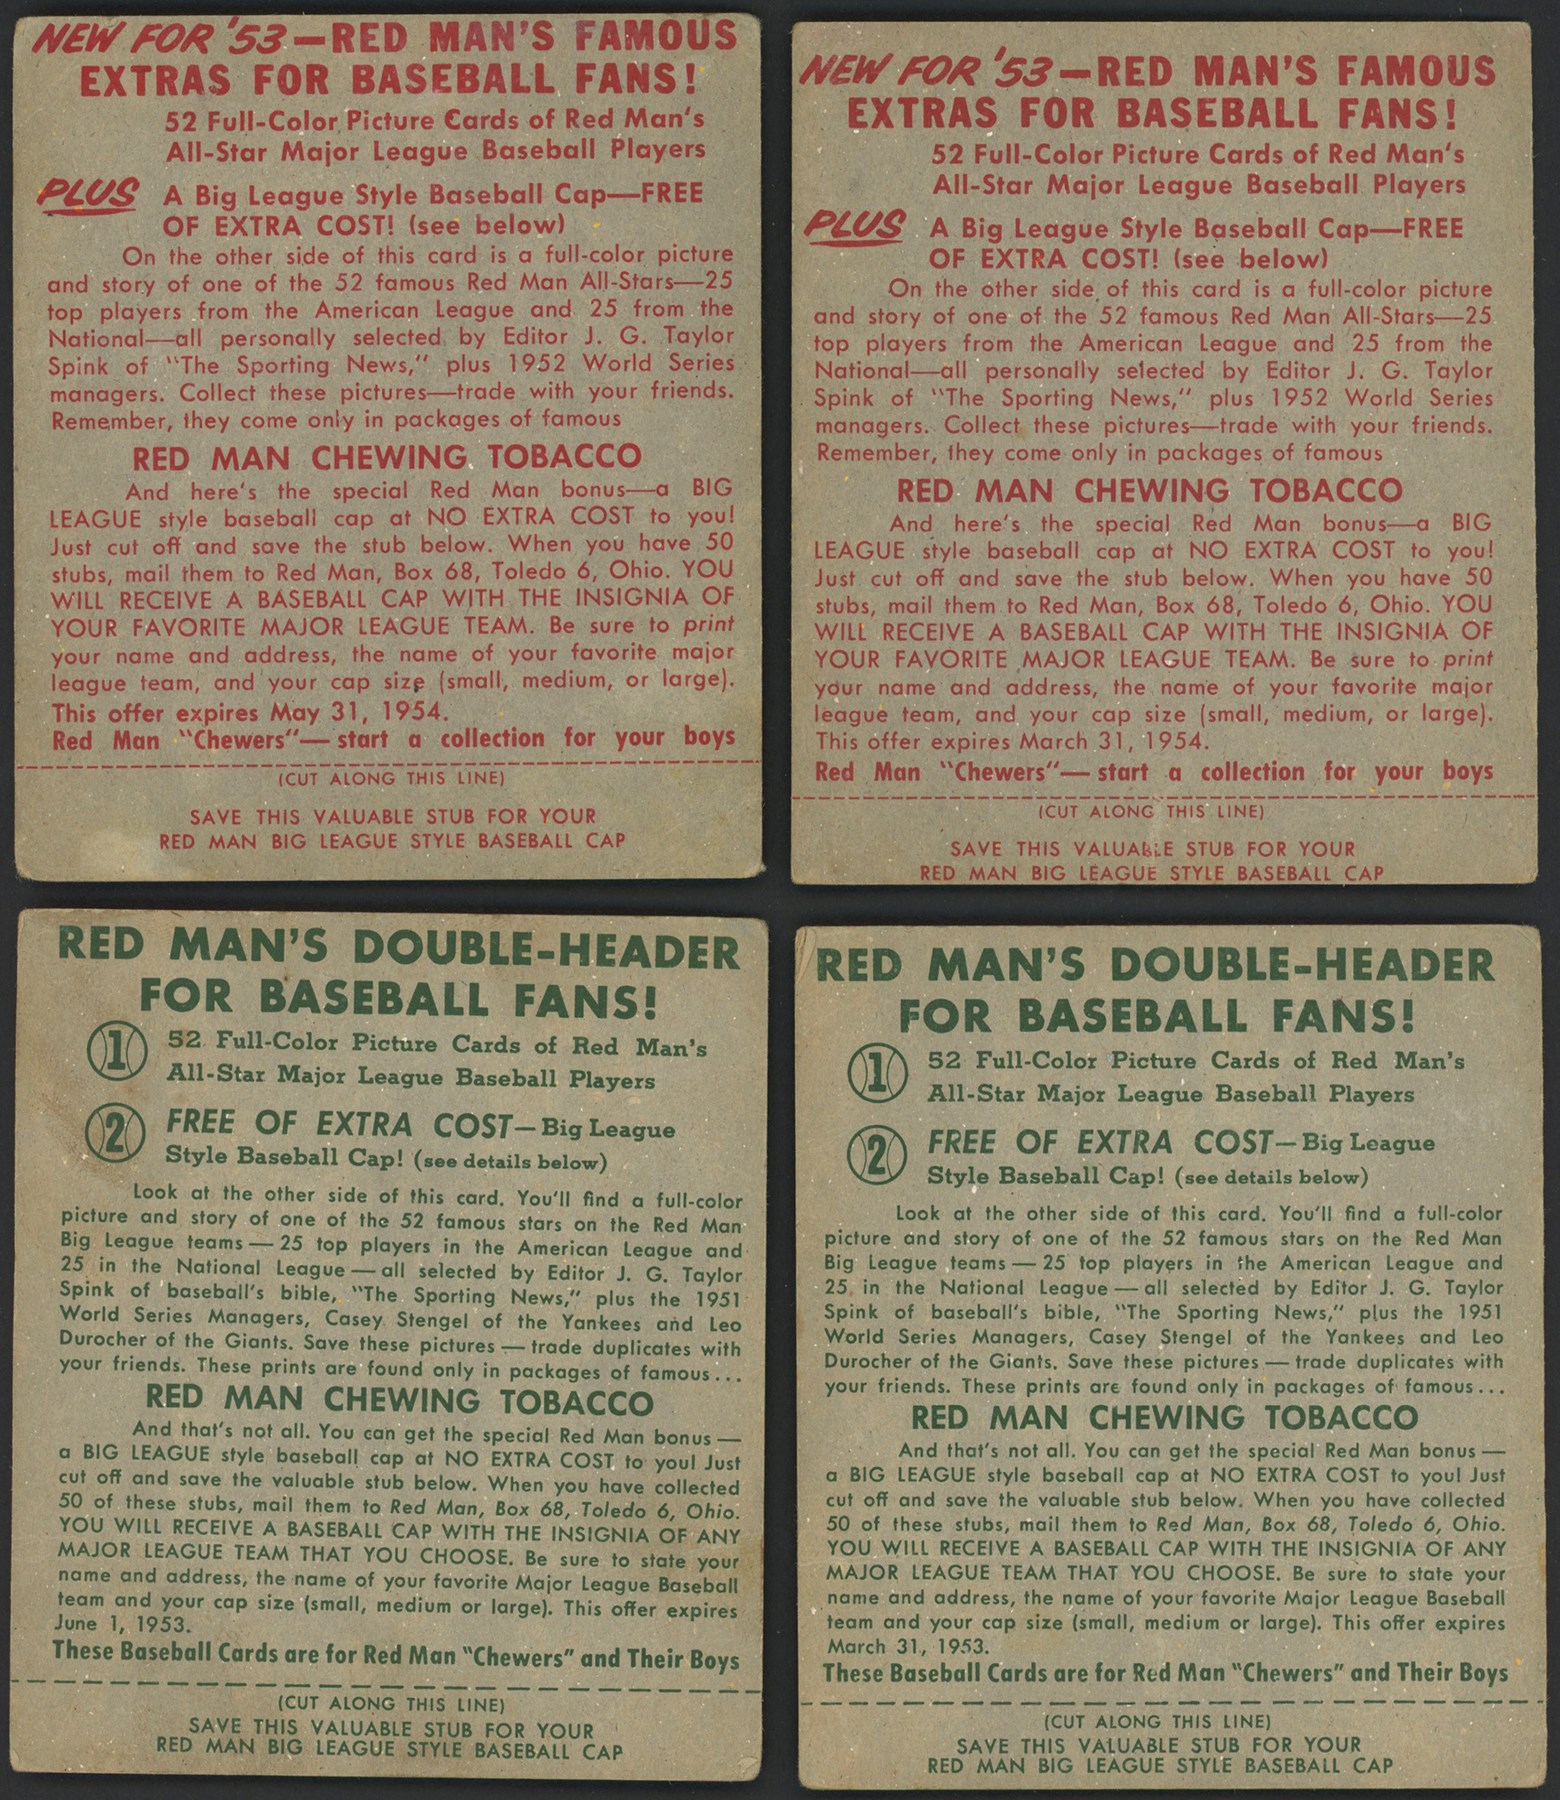 NEW FOR '53—RED MAN'S FAMOUS
EXTRAS FOR BASEBALL FANS!
52 Full-Color Picture Cards of Red Man's
All-Star Major League Baseball Players
PLUS A Big League Style Baseball Cap—FREE
OF EXTRA COST! (see below)
On the other side of this card is a full-color picture
and story of one of the 52 famous Red Man All-Stars—25
top players from the American League and 25 from the
National—all personally selected by Editor J. G. Taylor
Spink of "The Sporting News," plus 1952 World Series
managers. Collect these pictures—trade with your friends.
Remember, they come only in packages of famous
RED MAN CHEWING TOBACCO
And here's the special Red Man bonus—a BIG
LEAGUE style baseball cap at NO EXTRA COST to you!
Just cut off and save the stub below. When you have 50
stubs, mail them to Red Man, Box 68, Toledo 6, Ohio. YOU
WILL RECEIVE A BASEBALL CAP WITH THE INSIGNIA OF
YOUR FAVORITE MAJOR LEAGUE TEAM. Be sure to print
your name and address, the name of your favorite major
league team, and your cap size (small, medium, or large).
This offer expires May 31, 1954.
Red Man "Chewers"—start a collection for your boys
(CUT ALONG THIS LINE)
SAVE THIS VALUABLE STUB FOR YOUR
RED MAN BIG LEAGUE STYLE BASEBALL CAP
NEW FOR '53—RED MAN'S FAMOUS
EXTRAS FOR BASEBALL FANS!
52 Full-Color Picture Cards of Red Man's
All-Star Major League Baseball Players
PLUS A Big League Style Baseball Cap—FREE
OF EXTRA COST! (see below)
On the other side of this card is a full-color picture
and story of one of the 52 famous Red Man All-Stars—25
top players from the American League and 25 from the
National—all personally selected by Editor J. G. Taylor
Spink of "The Sporting News," plus 1952 World Series
managers. Collect these pictures—trade with your friends.
Remember, they come only in packages of famous
RED MAN CHEWING TOBACCO
And here's the special Red Man bonus—a BIG
LEAGUE style baseball cap at NO EXTRA COST to you!
Just cut off and save the stub below. When you have 50
stubs, mail them to Red Man, Box 68, Toledo 6, Ohio. YOU
WILL RECEIVE A BASEBALL CAP WITH THE INSIGNIA OF
YOUR FAVORITE MAJOR LEAGUE TEAM. Be sure to print
your name and address, the name of your favorite major
league team, and your cap size (small, medium, or large).
This offer expires March 31, 1954.
Red Man "Chewers"—start a collection for your boys
(CUT ALONG THIS LINE)
SAVE THIS VALUABLE STUB FOR YOUR
RED MAN BIG LEAGUE STYLE BASEBALL CAP
RED MAN'S DOUBLE-HEADER
FOR BASEBALL FANS!
1 52 Full-Color Picture Cards of Red Man's
All-Star Major League Baseball Players
2 FREE OF EXTRA COST—Big League
Style Baseball Cap! (see details below)
Look at the other side of this card. You'll find a full-color
picture and story of one of the 52 famous stars on the Red Man
Big League teams—25 top players in the American League and
25 in the National League—all selected by Editor J. G. Taylor
Spink of baseball's bible, "The Sporting News," plus the 1951
World Series Managers, Casey Stengel of the Yankees and Leo
Durocher of the Giants. Save these pictures—trade duplicates with
your friends. These prints are found only in packages of famous...
RED MAN CHEWING TOBACCO
And that's not all. You can get the special Red Man bonus—
a BIG LEAGUE style baseball cap at NO EXTRA COST to you! Just
cut off and save the valuable stub below. When you have collected
50 of these stubs, mail them to Red Man, Box 68, Toledo 6, Ohio.
YOU WILL RECEIVE A BASEBALL CAP WITH THE INSIGNIA OF ANY
MAJOR LEAGUE TEAM THAT YOU CHOOSE. Be sure to state your
name and address, the name of your favorite Major League Baseball
team and your cap size (small, medium or large). This offer expires
June 1, 1953.
These Baseball Cards are for Red Man "Chewers" and Their Boys
(CUT ALONG THIS LINE)
SAVE THIS VALUABLE STUB FOR YOUR
RED MAN BIG LEAGUE STYLE BASEBALL CAP
RED MAN'S DOUBLE-HEADER
FOR BASEBALL FANS!
1 52 Full-Color Picture Cards of Red Man's
All-Star Major League Baseball Players
2 FREE OF EXTRA COST—Big League
Style Baseball Cap! (see details below)
Look at the other side of this card. You'll find a full-color
picture and story of one of the 52 famous stars on the Red Man
Big League teams—25 top players in the American League and
25 in the National League—all selected by Editor J. G. Taylor
Spink of baseball's bible, "The Sporting News," plus the 1951
World Series Managers, Casey Stengel of the Yankees and Leo
Durocher of the Giants. Save these pictures—trade duplicates with
your friends. These prints are found only in packages of famous...
RED MAN CHEWING TOBACCO
And that's not all. You can get the special Red Man bonus—
a BIG LEAGUE style baseball cap at NO EXTRA COST to you! Just
cut off and save the valuable stub below. When you have collected
50 of these stubs, mail them to Red Man, Box 68, Toledo 6, Ohio.
YOU WILL RECEIVE A BASEBALL CAP WITH THE INSIGNIA OF ANY
MAJOR LEAGUE TEAM THAT YOU CHOOSE. Be sure to state your
name and address, the name of your favorite Major League Baseball
team and your cap size (small, medium or large). This offer expires
March 31, 1953.
These Baseball Cards are for Red Man "Chewers" and Their Boys
(CUT ALONG THIS LINE)
SAVE THIS VALUABLE STUB FOR YOUR
RED MAN BIG LEAGUE STYLE BASEBALL CAP